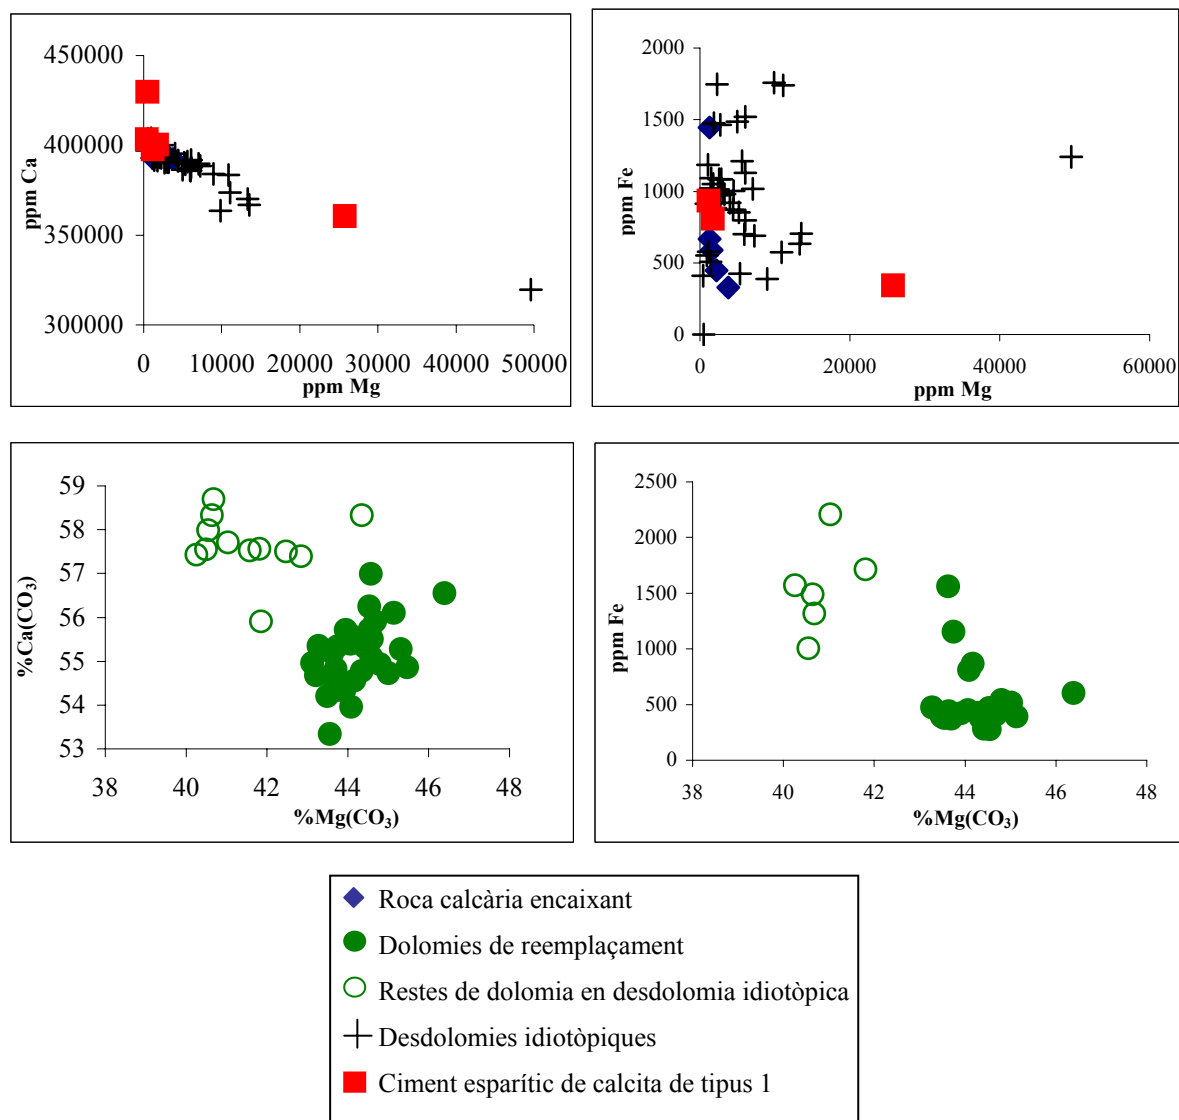 450000
400000
350000
300000
ppm Ca
0 10000 20000 30000 40000 50000
ppm Mg
2000
1500
1000
500
0
ppm Fe
0 20000 40000 60000
ppm Mg
59
58
57
56
55
54
53
%Ca(CO₃)
38 40 42 44 46 48
%Mg(CO₃)
2500
2000
1500
1000
500
0
ppm Fe
38 40 42 44 46 48
%Mg(CO₃)
Roca calcària encaixant
Dolomies de reemplaçament
Restes de dolomia en desdolomia idiotòpica
Desdolomies idiotòpiques
Ciment esparític de calcita de tipus 1